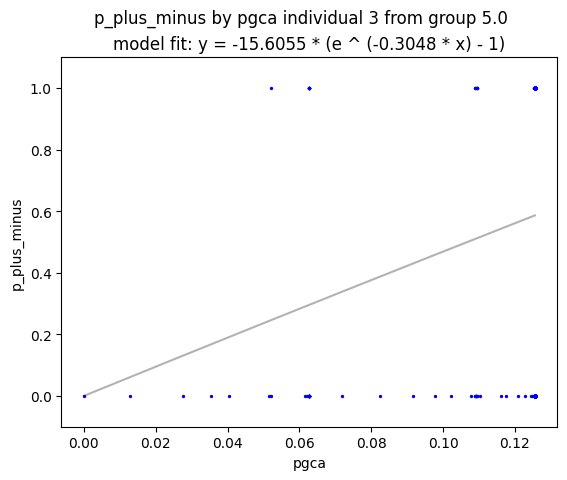 p_plus_minus by pgca individual 3 from group 5.0
model fit: y = -15.6055 * (e ^ (-0.3048 * x) - 1)
1.0
0.8
0.6
0.4
0.2
0.0
p_plus_minus
0.00 0.02 0.04 0.06 0.08 0.10 0.12
pgca